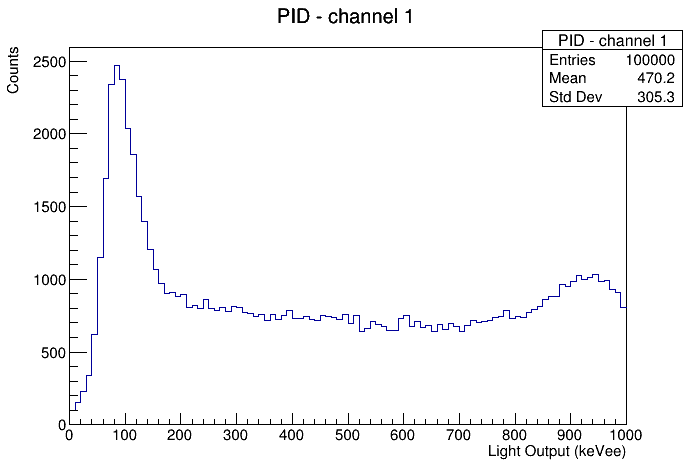 PID - channel 1
PID - channel 1
Entries 100000
Mean 470.2
Std Dev 305.3
Counts
2500
2000
1500
1000
500
0
0 100 200 300 400 500 600 700 800 900 1000
Light Output (keVee)